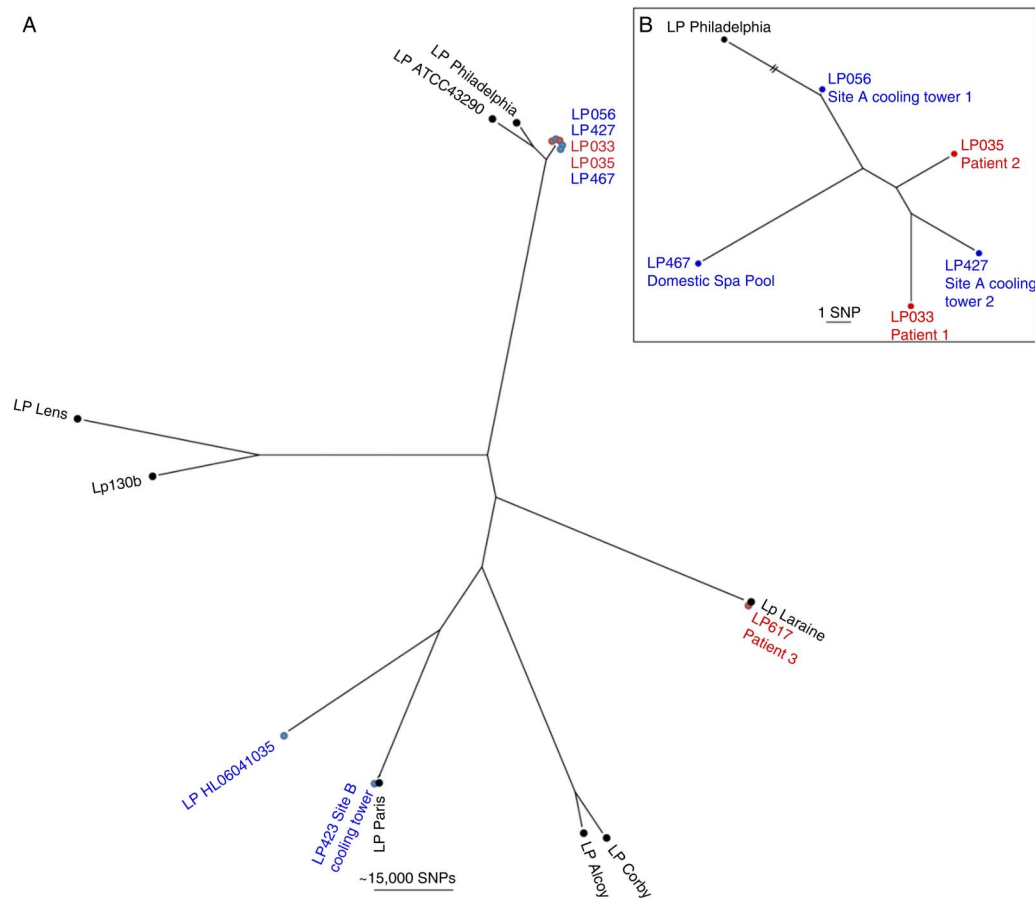 A
LP Philadelphia
LP ATCC43290
LP056
LP427
LP033
LP035
LP467
B
LP Philadelphia
LP056
Site A cooling tower 1
LP035
Patient 2
LP467
Domestic Spa Pool
LP427
Site A cooling
tower 2
1 SNP
LP033
Patient 1
LP Lens
Lp130b
Lp Laraine
LP617
Patient 3
LP HL06041035
LP423 Site B
cooling tower
LP Paris
LP Alcoy
LP Corby
~15,000 SNPs